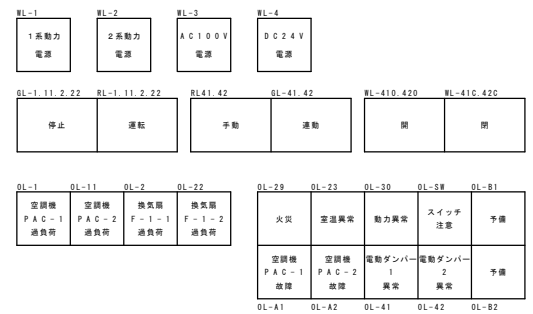 WL-1 WL-2 WL-3 WL-4
1系動力 2系動力 AC100V DC24V
電源 電源 電源 電源
GL-1.11.2.22 RL-1.11.2.22 RL41.42 GL-41.42 WL-41O.42O WL-41C.42C
停止 運転 手動 連動 開 閉
OL-1 OL-11 OL-2 OL-22 OL-29 OL-23 OL-30 OL-SW OL-B1
空調機 空調機 換気扇 換気扇
PAC-1 PAC-2 F-1-1 F-1-2
過負荷 過負荷 過負荷 過負荷
火災 室温異常 動力異常 スイッチ 予備
注意
空調機 空調機 電動ダンパー 電動ダンパー
PAC-1 PAC-2 1 2 予備
故障 故障 異常 異常
OL-A1 OL-A2 OL-41 OL-42 OL-B2